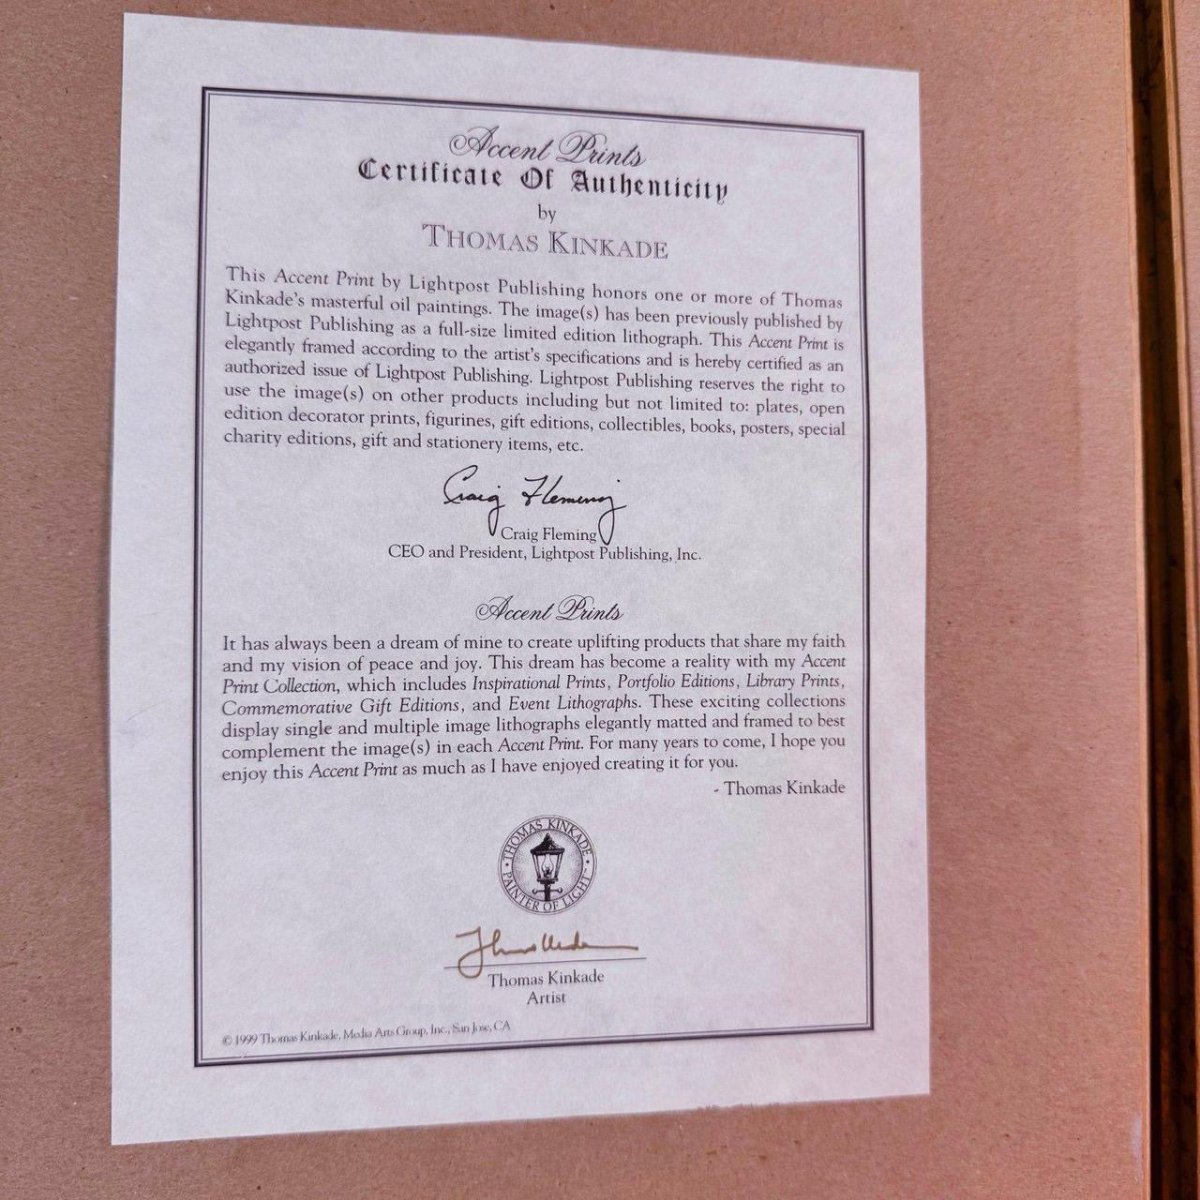 Accent Prints
Certificate Of Authenticity
by
THOMAS KINKADE
This Accent Print by Lightpost Publishing honors one or more of Thomas
Kinkade's masterful oil paintings. The image(s) has been previously published by
Lightpost Publishing as a full-size limited edition lithograph. This Accent Print is
elegantly framed according to the artist's specifications and is hereby certified as an
authorized issue of Lightpost Publishing. Lightpost Publishing reserves the right to
use the image(s) on other products including but not limited to: plates, open
edition decorator prints, figurines, gift editions, collectibles, books, posters, special
charity editions, gift and stationery items, etc.
Craig Fleming
Craig Fleming
CEO and President, Lightpost Publishing, Inc.
Accent Prints
It has always been a dream of mine to create uplifting products that share my faith
and my vision of peace and joy. This dream has become a reality with my Accent
Print Collection, which includes Inspirational Prints, Portfolio Editions, Library Prints,
Commemorative Gift Editions, and Event Lithographs. These exciting collections
display single and multiple image lithographs elegantly matted and framed to best
complement the image(s) in each Accent Print. For many years to come, I hope you
enjoy this Accent Print as much as I have enjoyed creating it for you.
- Thomas Kinkade
THOMAS KINKADE
PAINTER OF LIGHT™
Thomas Kinkade
Artist
© 1999 Thomas Kinkade, Media Arts Group, Inc., San Jose, CA